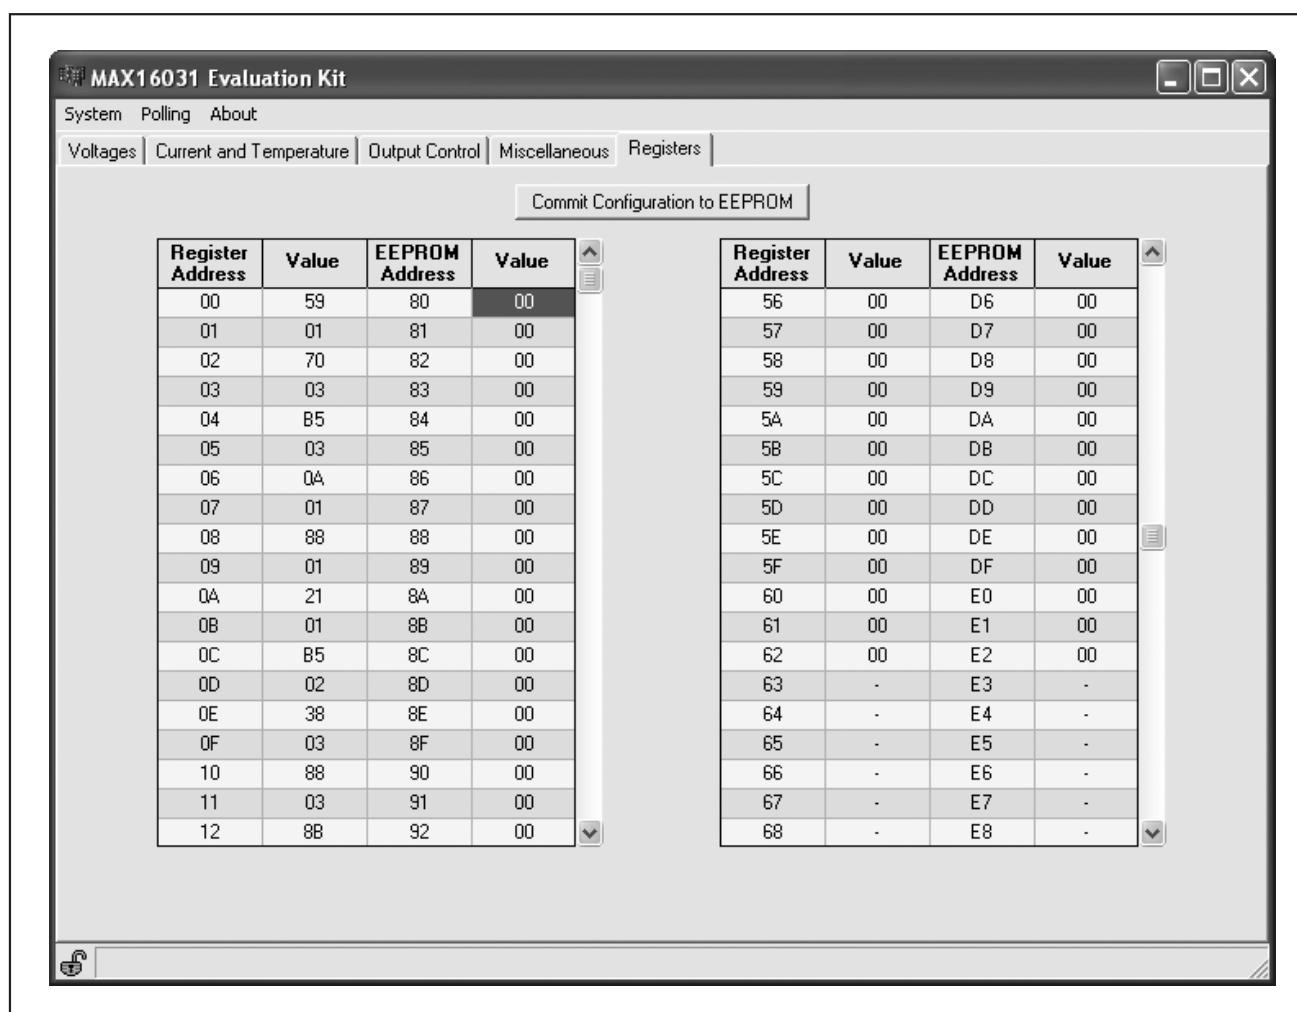 MAX16031 Evaluation Kit
System Polling About
Voltages Current and Temperature Output Control Miscellaneous Registers
Commit Configuration to EEPROM
Register Address Value EEPROM Address Value
00 59 80 00
01 01 81 00
02 70 82 00
03 03 83 00
04 B5 84 00
05 03 85 00
06 0A 86 00
07 01 87 00
08 88 88 00
09 01 89 00
0A 21 8A 00
0B 01 8B 00
0C B5 8C 00
0D 02 8D 00
0E 38 8E 00
0F 03 8F 00
10 88 90 00
11 03 91 00
12 8B 92 00
Register Address Value EEPROM Address Value
56 00 D6 00
57 00 D7 00
58 00 D8 00
59 00 D9 00
5A 00 DA 00
5B 00 DB 00
5C 00 DC 00
5D 00 DD 00
5E 00 DE 00
5F 00 DF 00
60 00 E0 00
61 00 E1 00
62 00 E2 00
63 - E3 -
64 - E4 -
65 - E5 -
66 - E6 -
67 - E7 -
68 - E8 -